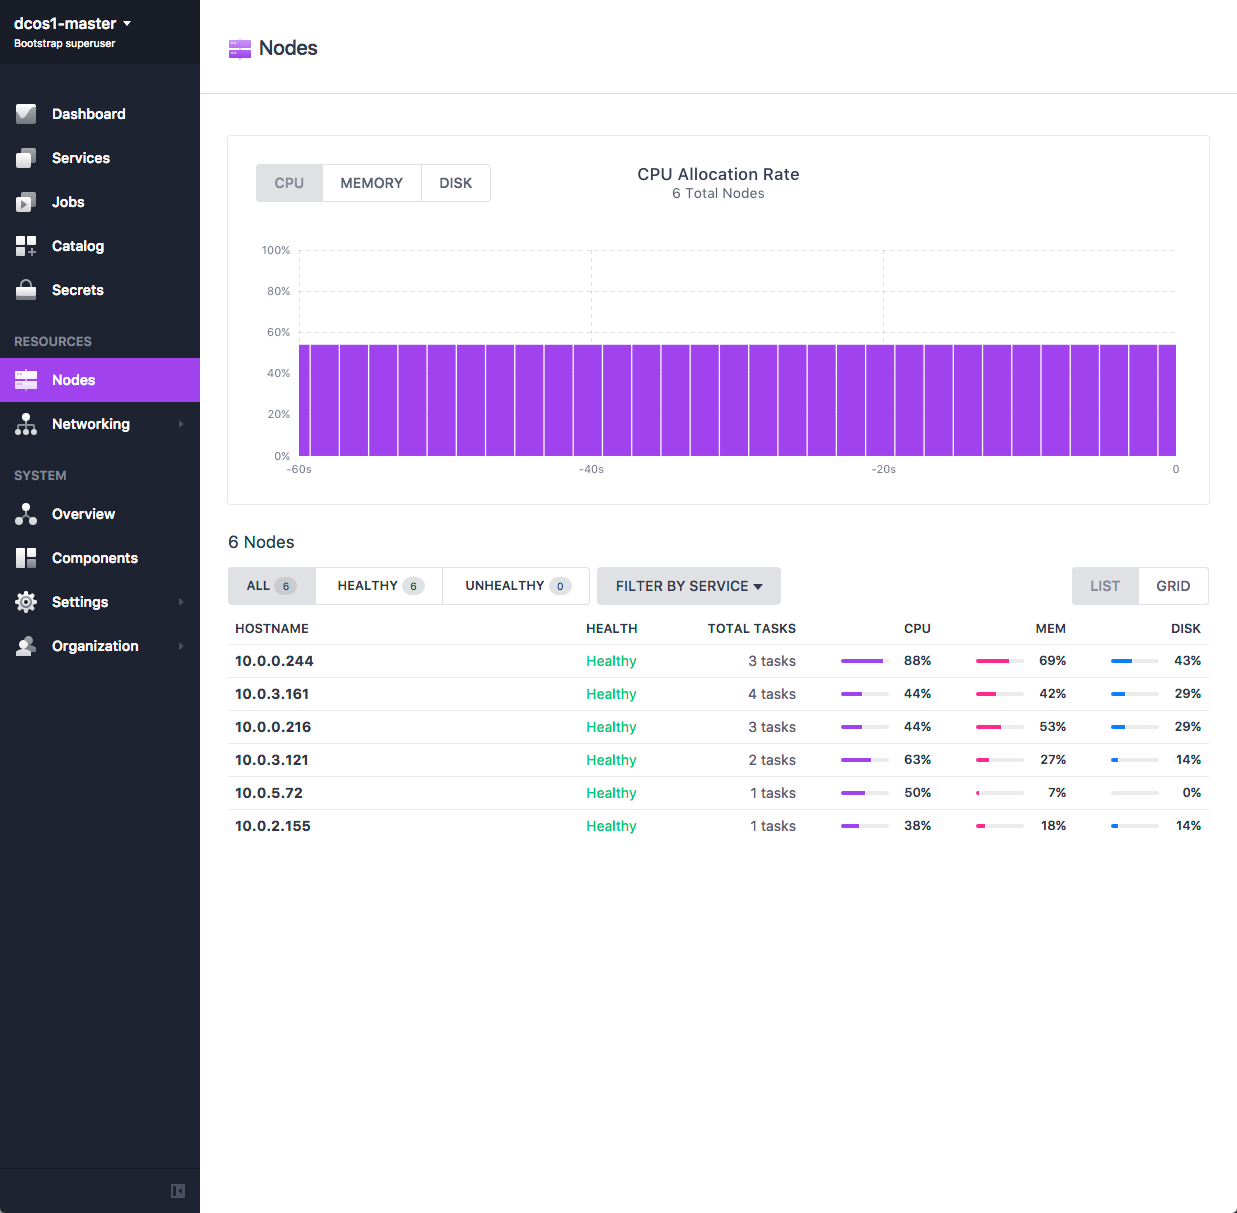 dcos1-master
Bootstrap superuser
Dashboard
Services
Jobs
Catalog
Secrets
RESOURCES
Nodes
Networking
SYSTEM
Overview
Components
Settings
Organization
Nodes
CPU MEMORY DISK
CPU Allocation Rate
6 Total Nodes
100%
80%
60%
40%
20%
0%
-60s -40s -20s 0
6 Nodes
ALL 6 HEALTHY 6 UNHEALTHY 0 FILTER BY SERVICE LIST GRID
HOSTNAME HEALTH TOTAL TASKS CPU MEM DISK
10.0.0.244 Healthy 3 tasks 88% 69% 43%
10.0.3.161 Healthy 4 tasks 44% 42% 29%
10.0.0.216 Healthy 3 tasks 44% 53% 29%
10.0.3.121 Healthy 2 tasks 63% 27% 14%
10.0.5.72 Healthy 1 tasks 50% 7% 0%
10.0.2.155 Healthy 1 tasks 38% 18% 14%